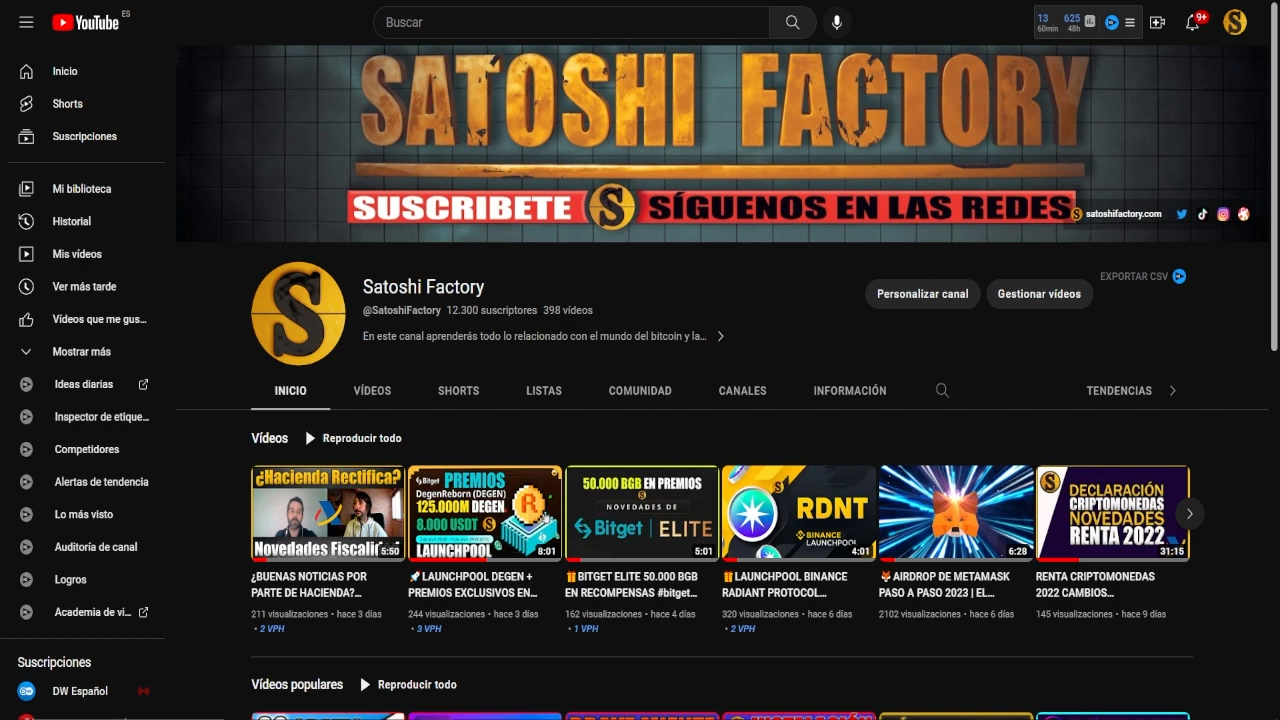 YouTube ES
Buscar
13 625
60min 48h
9+
Inicio
Shorts
Suscripciones
Mi biblioteca
Historial
Mis vídeos
Ver más tarde
Vídeos que me gus...
Mostrar más
Ideas diarias
Inspector de etique...
Competidores
Alertas de tendencia
Lo más visto
Auditoría de canal
Logros
Academia de vi...
Suscripciones
DW Español
SATOSHI FACTORY
SUSCRIBETE S SÍGUENOS EN LAS REDES
satoshifactory.com
Satoshi Factory
@SatoshiFactory 12.300 suscriptores 398 vídeos
En este canal aprenderás todo lo relacionado con el mundo del bitcoin y la...
Personalizar canal
Gestionar vídeos
EXPORTAR CSV
INICIO
VÍDEOS
SHORTS
LISTAS
COMUNIDAD
CANALES
INFORMACIÓN
TENDENCIAS
Vídeos
Reproducir todo
¿Hacienda Rectifica?
5:50
¿BUENAS NOTICIAS POR
PARTE DE HACIENDA?...
211 visualizaciones • hace 3 días
• 2 VPH
Bitget PREMIOS
DegenReborn (DEGEN)
125.000M DEGEN
8.000 USDT
LAUNCHPOOL
8:01
🚀LAUNCHPOOL DEGEN +
PREMIOS EXCLUSIVOS EN...
244 visualizaciones • hace 3 días
• 3 VPH
50.000 BGB EN PREMIOS
NOVEDADES DE
Bitget | ELITE
5:01
🎁BITGET ELITE 50.000 BGB
EN RECOMPENSAS #bitget...
162 visualizaciones • hace 4 días
• 1 VPH
RDNT
BINANCE
LAUNCHPOOL
4:01
🎁LAUNCHPOOL BINANCE
RADIANT PROTOCOL...
320 visualizaciones • hace 6 días
• 2 VPH
6:28
🦊AIRDROP DE METAMASK
PASO A PASO 2023 | EL...
2102 visualizaciones • hace 6 días
DECLARACIÓN
CRIPTOMONEDAS
NOVEDADES
RENTA 2022
31:15
RENTA CRIPTOMONEDAS
2022 CAMBIOS...
145 visualizaciones • hace 9 días
Vídeos populares
Reproducir todo